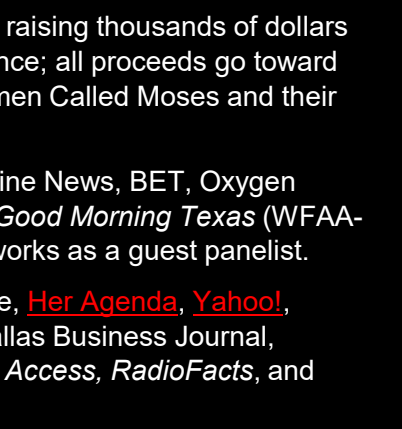 raising thousands of dollars
nce; all proceeds go toward
men Called Moses and their
ine News, BET, Oxygen
Good Morning Texas (WFAA-
works as a guest panelist.
e, Her Agenda, Yahoo!,
allas Business Journal,
Access, RadioFacts, and